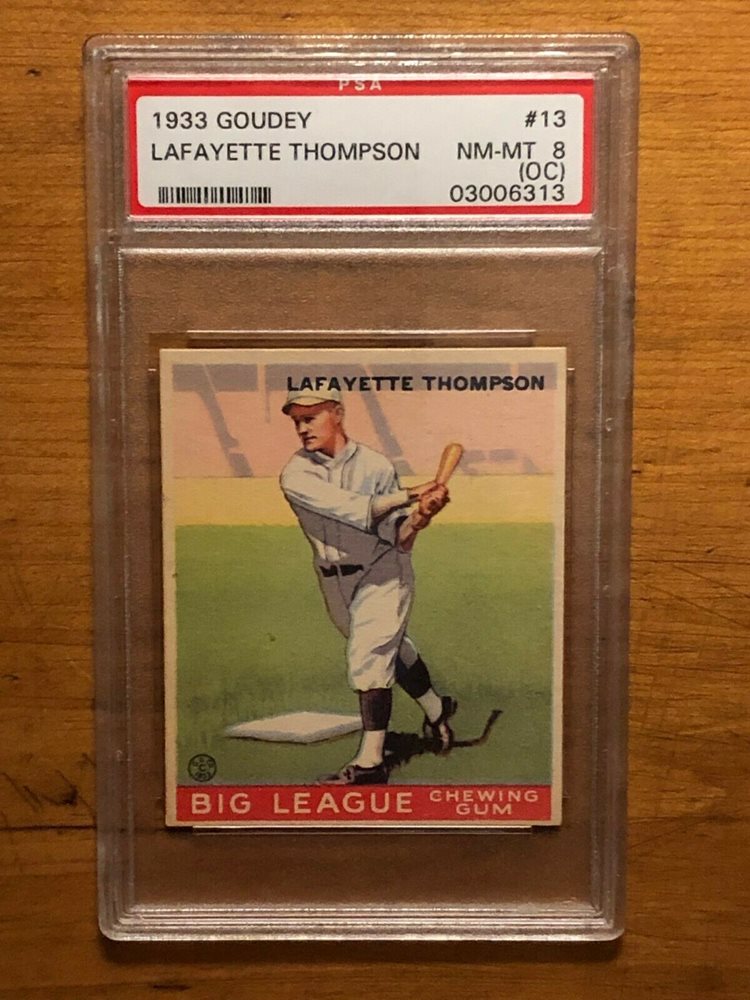 PSA
1933 GOUDEY #13
LAFAYETTE THOMPSON NM-MT 8
(OC)
03006313
LAFAYETTE THOMPSON
BIG LEAGUE CHEWING
GUM